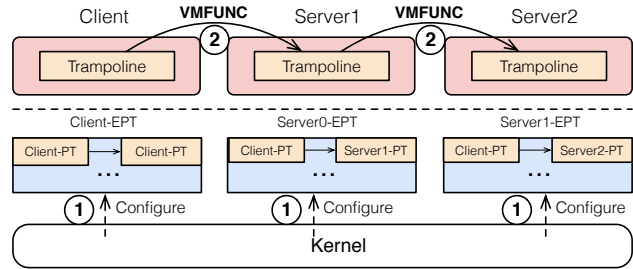 Client VMFUNC Server1 VMFUNC Server2
2 2
Trampoline Trampoline Trampoline
Client-EPT Server0-EPT Server1-EPT
Client-PT Client-PT Client-PT Server1-PT Client-PT Server2-PT
... ... ...
1 Configure 1 Configure 1 Configure
Kernel